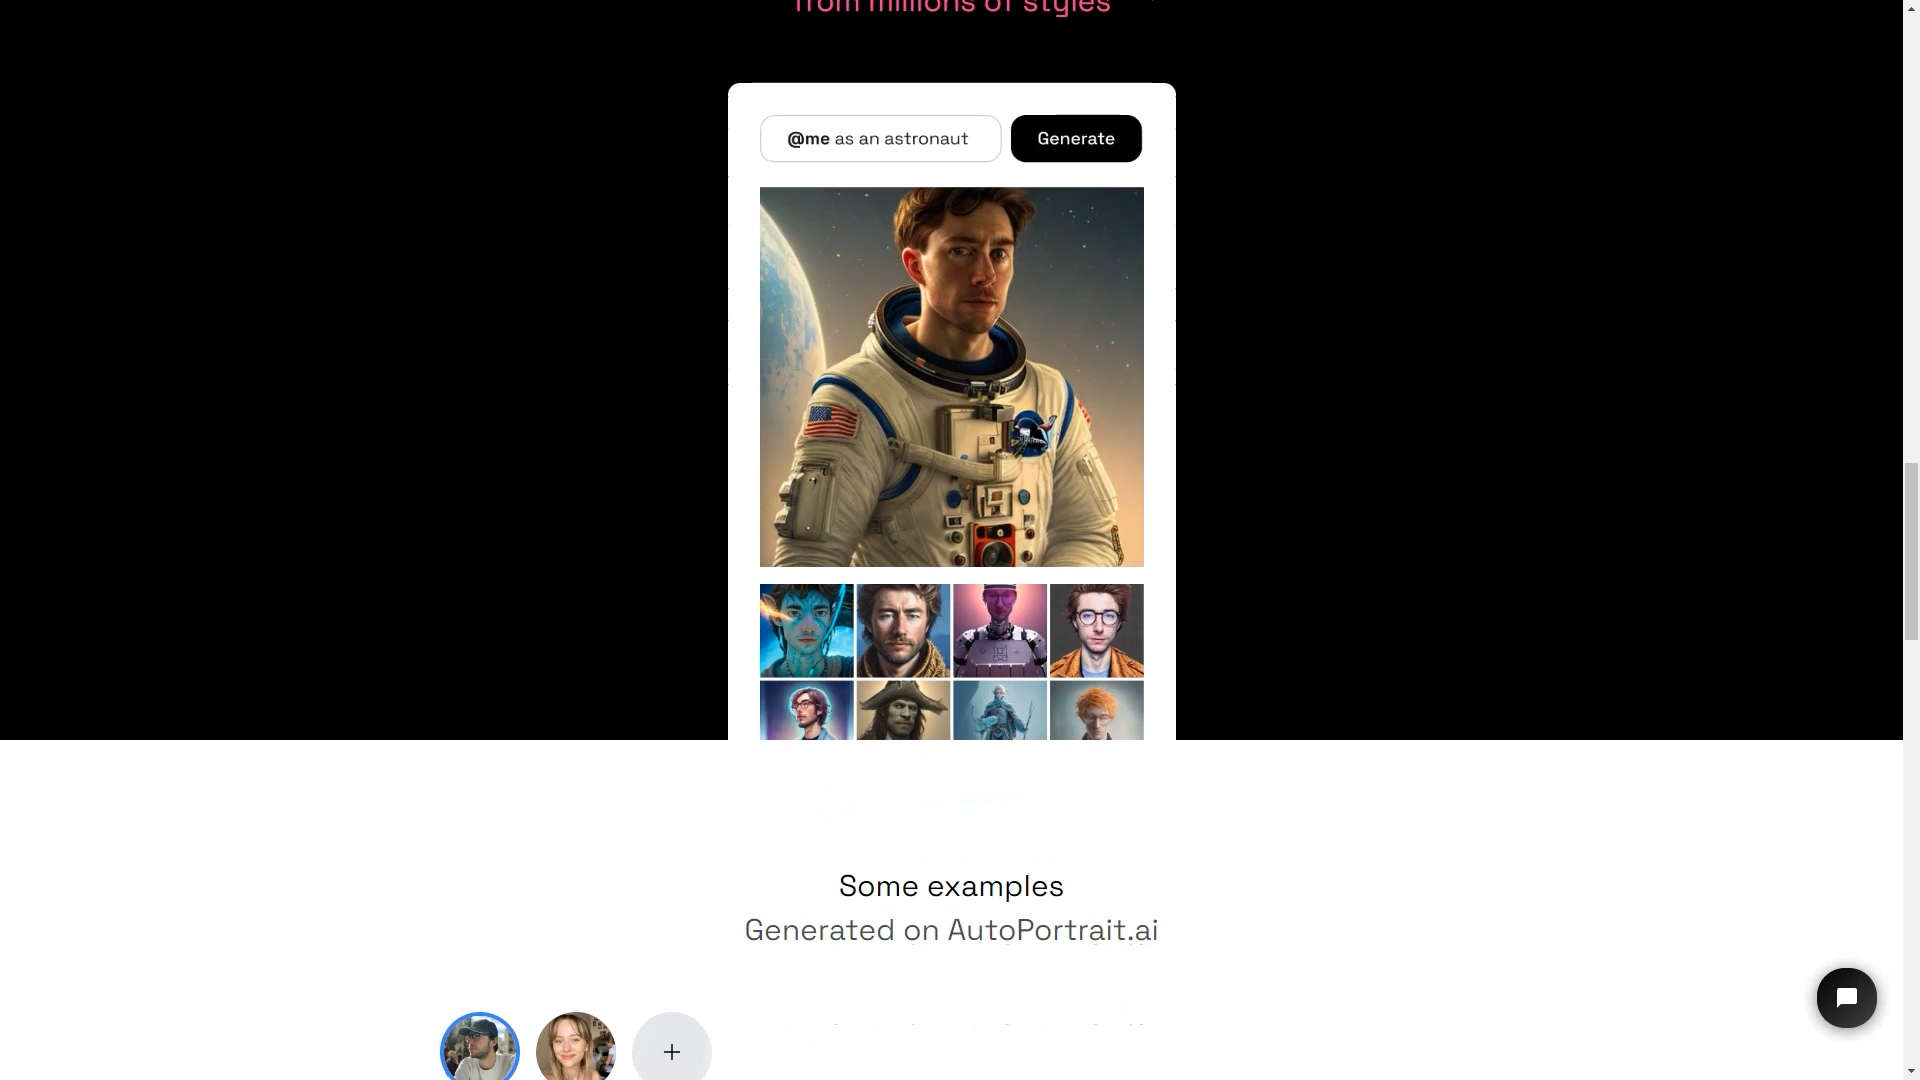 from millions of styles
@me as an astronaut
Generate
Some examples
Generated on AutoPortrait.ai